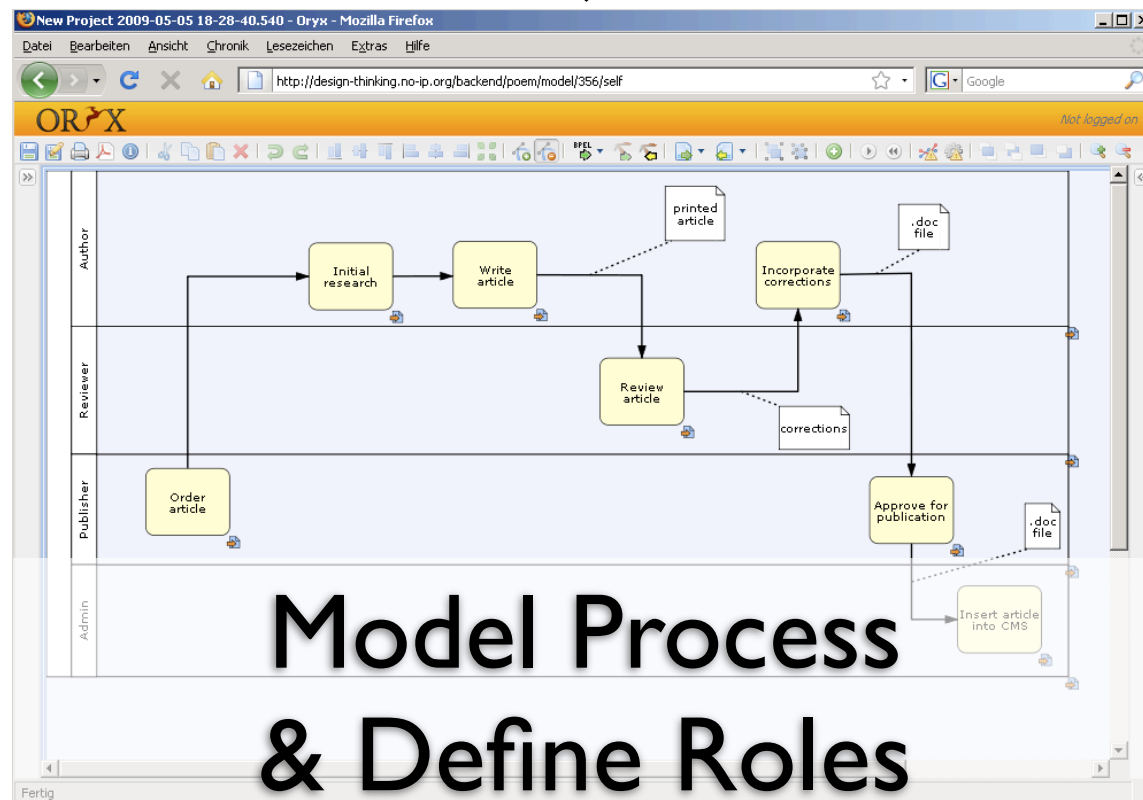 New Project 2009-05-05 18-28-40.540 - Oryx - Mozilla Firefox
Datei Bearbeiten Ansicht Chronik Lesezeichen Extras Hilfe
http://design-thinking.no-ip.org/backend/poem/model/356/self
G Google
ORYX
Not logged on
BPEL
Author
Initial
research
Write
article
printed
article
Incorporate
corrections
.doc
file
Reviewer
Review
article
corrections
Publisher
Order
article
Approve for
publication
.doc
file
Admin
Insert article
into CMS
Model Process
& Define Roles
Fertig